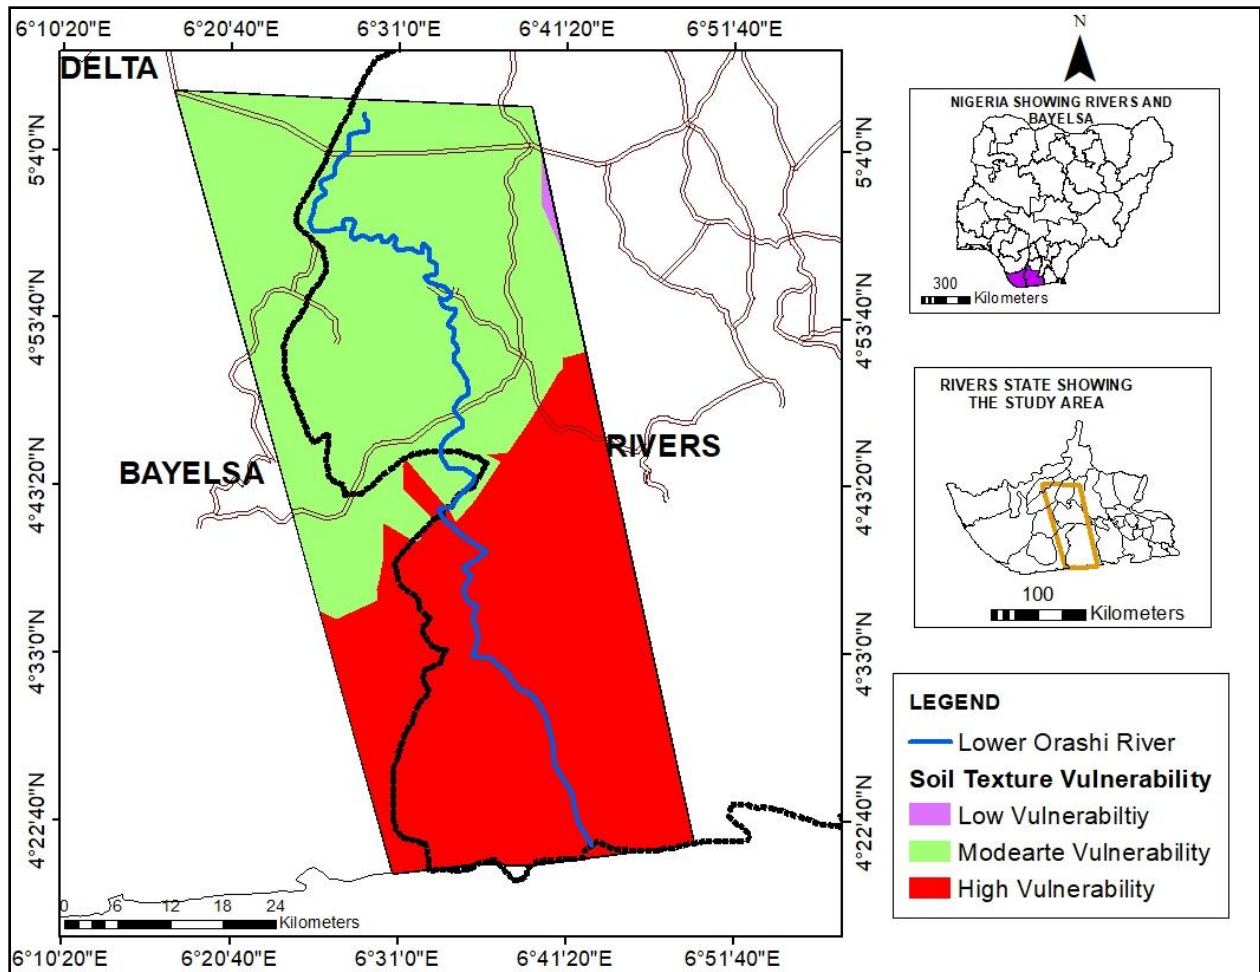 6°10'20"E 6°20'40"E 6°31'0"E 6°41'20"E 6°51'40"E
DELTA
5°4'0"N
5°4'0"N
4°53'40"N
4°53'40"N
RIVERS
BAYELSA
4°43'20"N
4°43'20"N
4°33'0"N
4°33'0"N
4°22'40"N
4°22'40"N
0 6 12 18 24
Kilometers
6°10'20"E 6°20'40"E 6°31'0"E 6°41'20"E 6°51'40"E
N
NIGERIA SHOWING RIVERS AND
BAYELSA
300
Kilometers
RIVERS STATE SHOWING
THE STUDY AREA
100
Kilometers
LEGEND
Lower Orashi River
Soil Texture Vulnerability
Low Vulnerabiltiy
Modearte Vulnerability
High Vulnerability